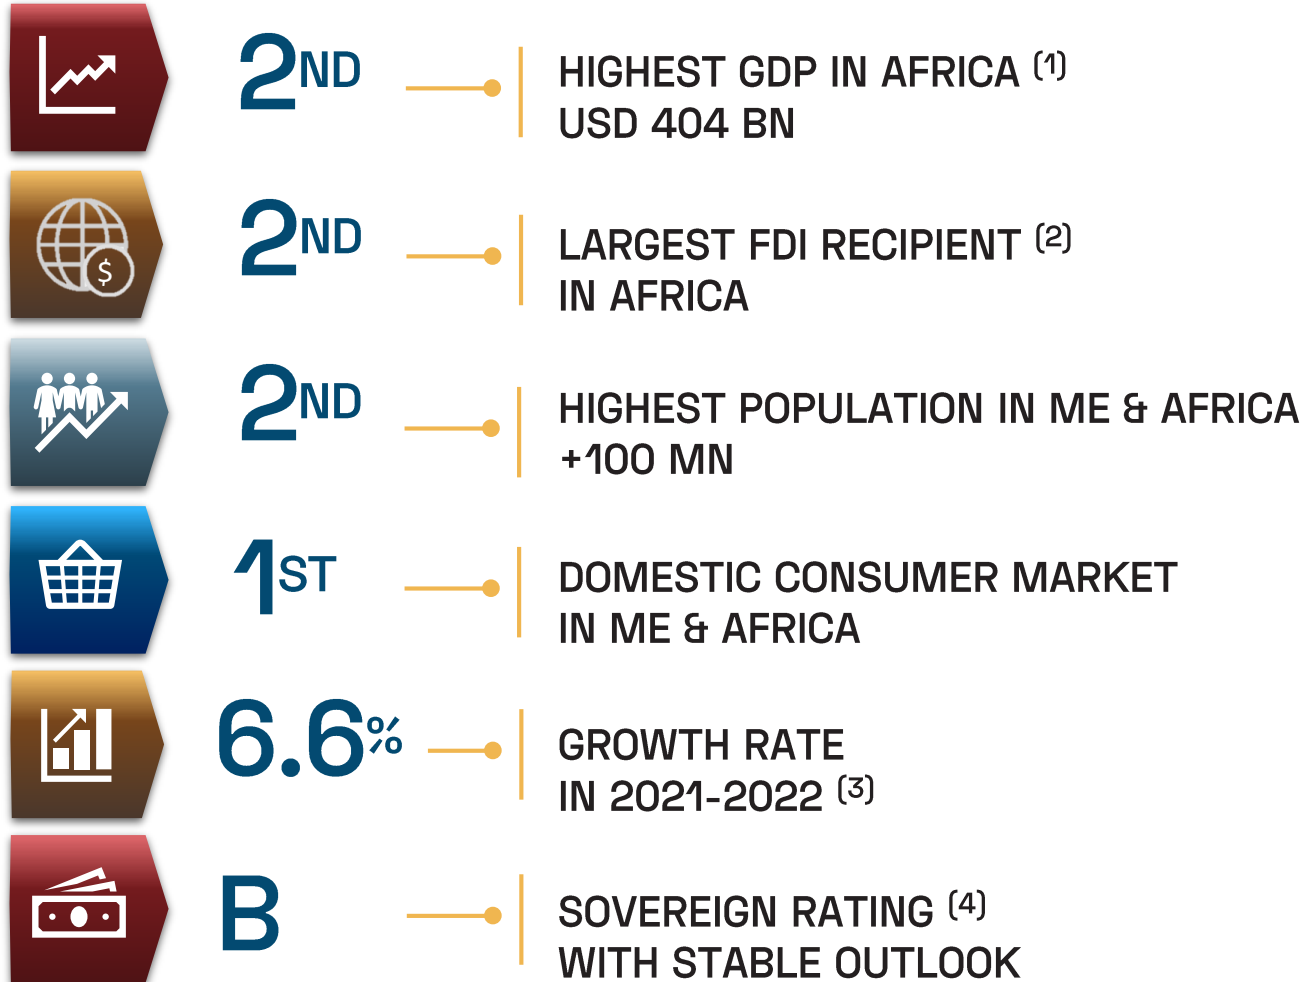 2ND
HIGHEST GDP IN AFRICA (1)
USD 404 BN
$
2ND
LARGEST FDI RECIPIENT (2)
IN AFRICA
2ND
HIGHEST POPULATION IN ME & AFRICA
+100 MN
1ST
DOMESTIC CONSUMER MARKET
IN ME & AFRICA
6.6%
GROWTH RATE
IN 2021-2022 (3)
B
SOVEREIGN RATING (4)
WITH STABLE OUTLOOK